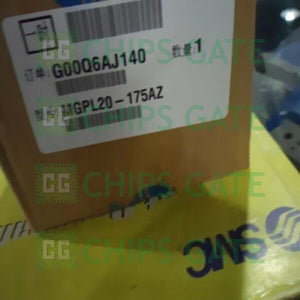 订单: G00Q6AJ140 数量: 1
MGPL20-175AZ
CHIPS GATE
CHIPS GATE
CHIPS GATE
SMC
CHIPS GATE